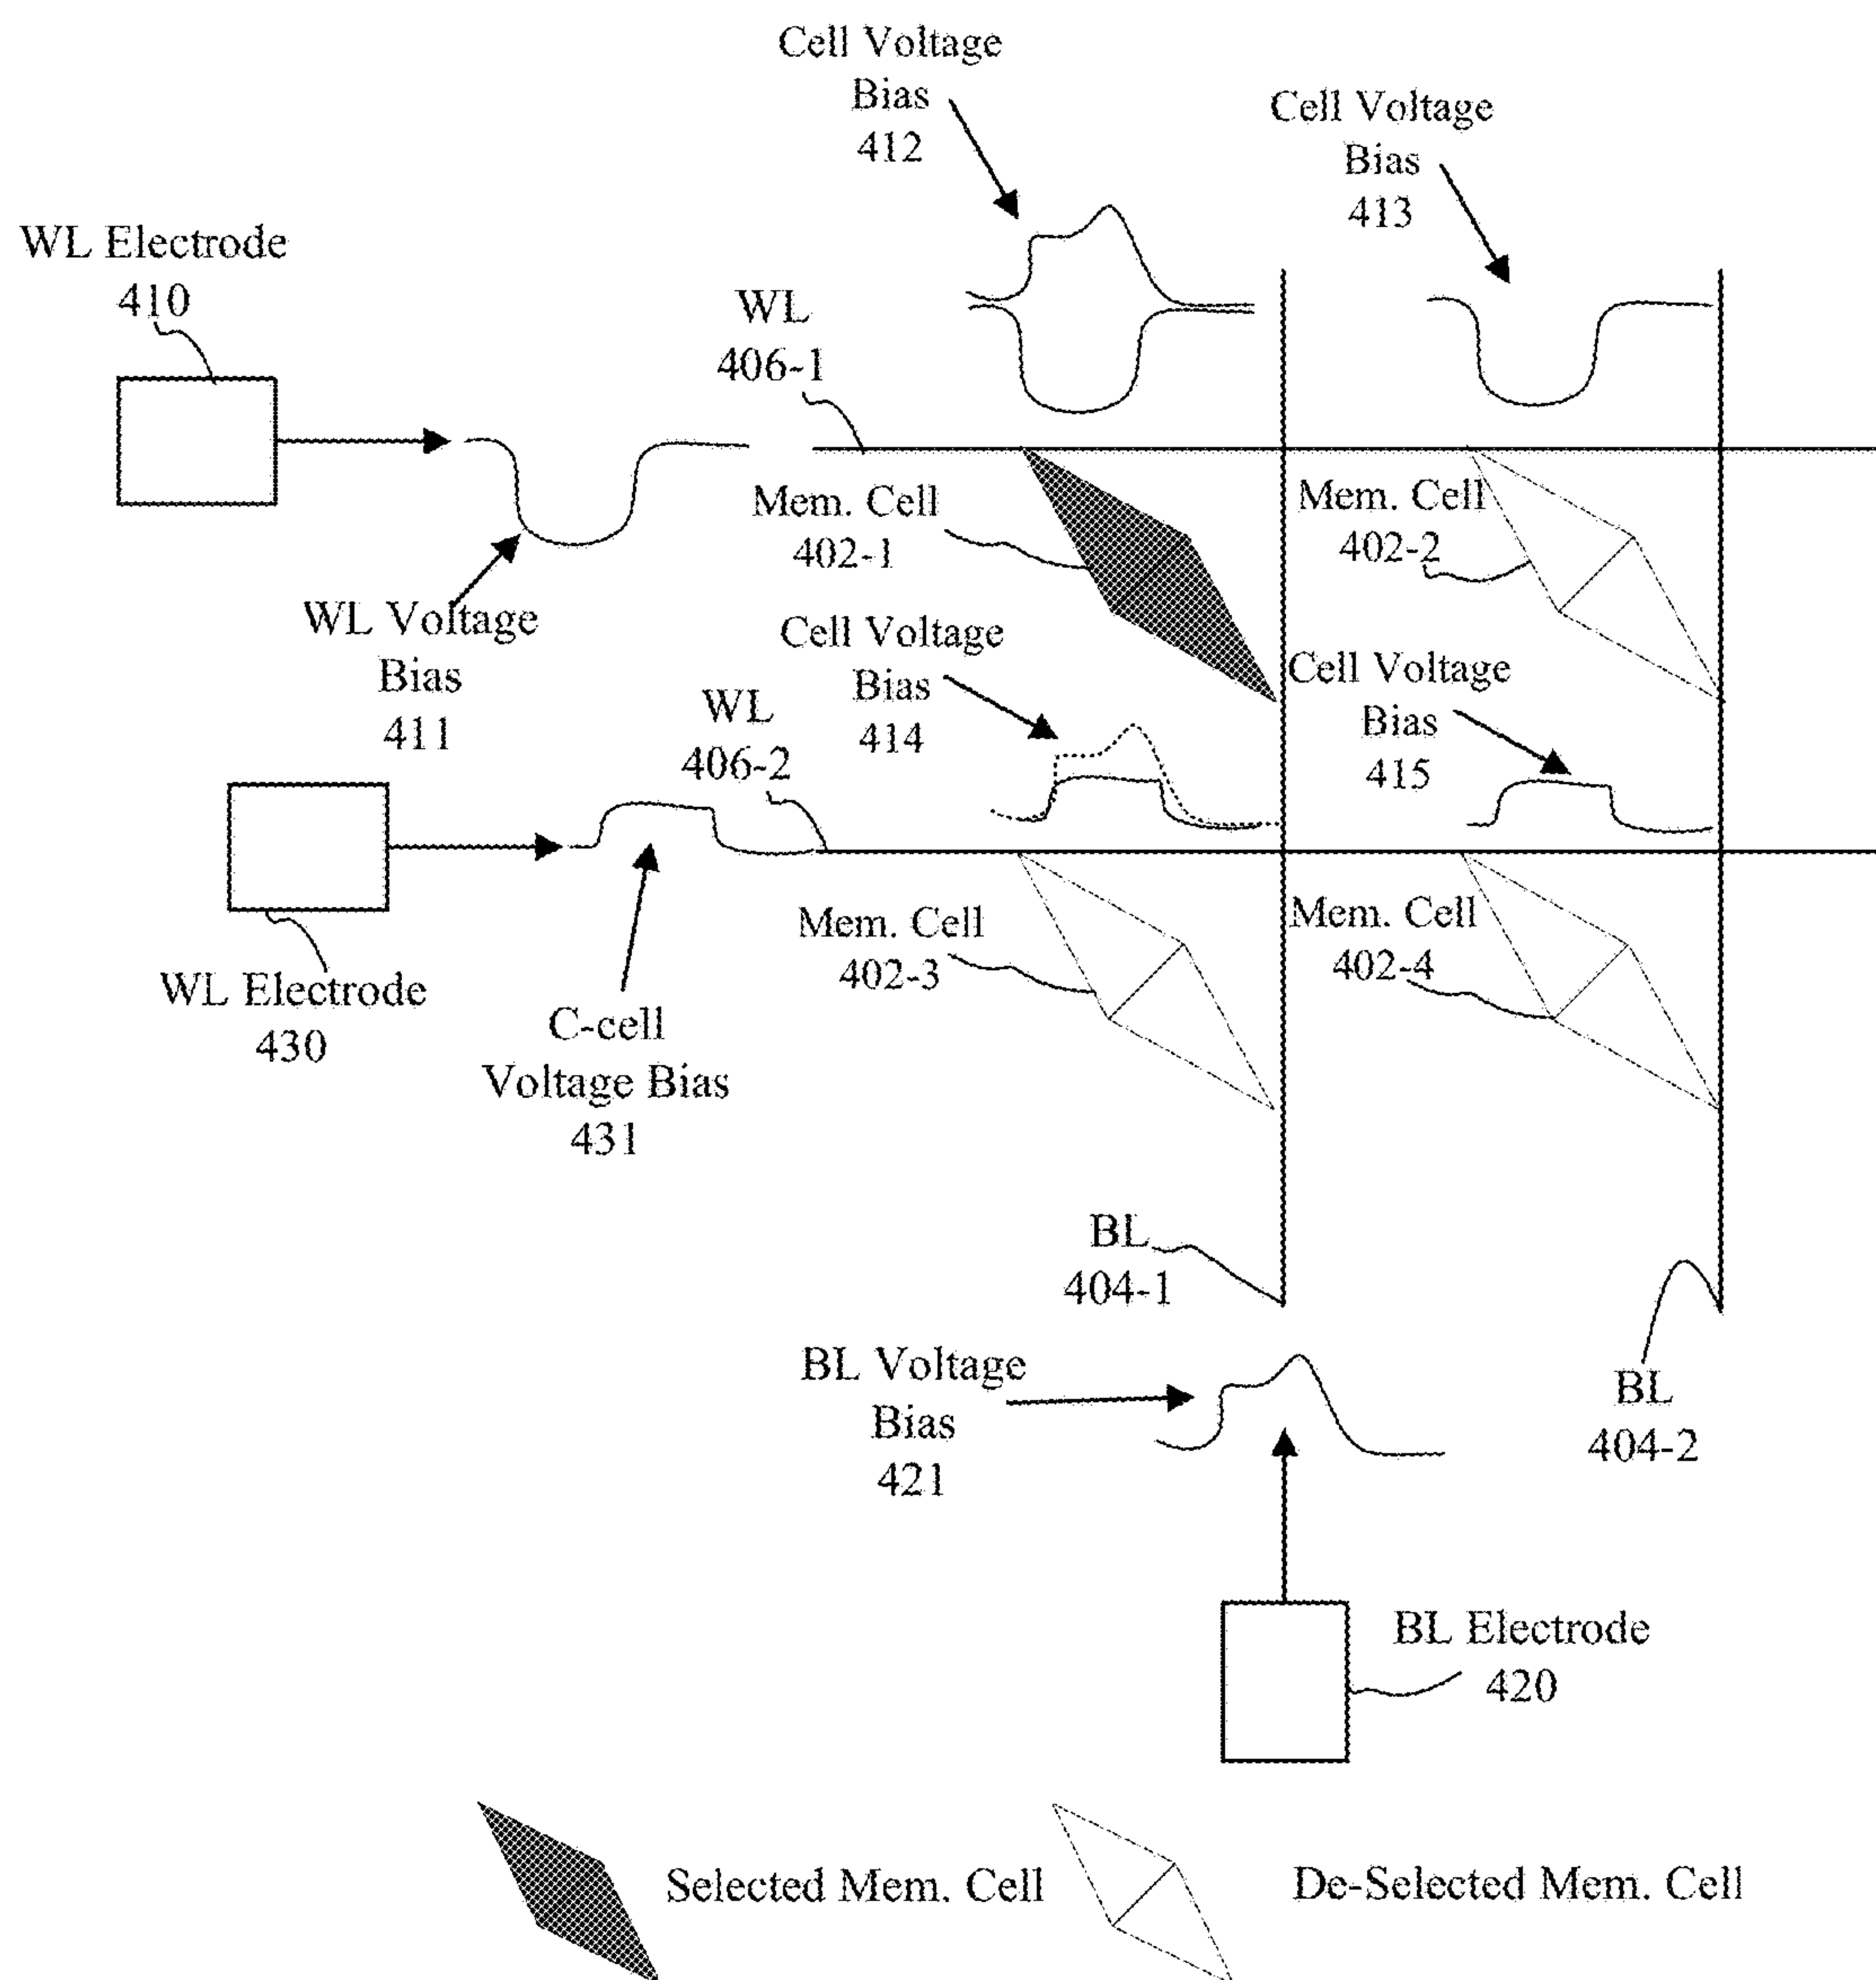 Cell Voltage
Bias
412
Cell Voltage
Bias
413
WL Electrode
410
WL
406-1
Mem. Cell
402-1
Mem. Cell
402-2
WL Voltage
Bias
411
Cell Voltage
Bias
414
Cell Voltage
Bias
415
WL
406-2
Mem. Cell
402-3
Mem. Cell
402-4
WL Electrode
430
C-cell
Voltage Bias
431
BL
404-1
BL Voltage
Bias
421
BL
404-2
BL Electrode
420
Selected Mem. Cell
De-Selected Mem. Cell